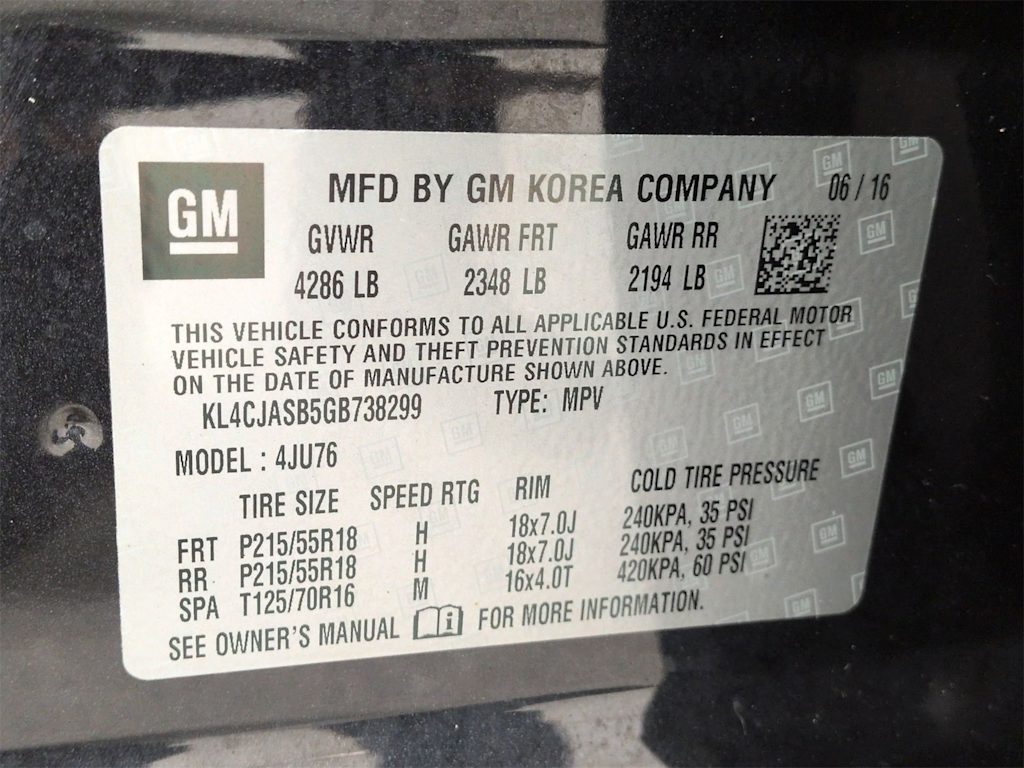 GM
MFD BY GM KOREA COMPANY 06 / 16
GVWR GAWR FRT GAWR RR
4286 LB 2348 LB 2194 LB
THIS VEHICLE CONFORMS TO ALL APPLICABLE U.S. FEDERAL MOTOR
VEHICLE SAFETY AND THEFT PREVENTION STANDARDS IN EFFECT
ON THE DATE OF MANUFACTURE SHOWN ABOVE.
KL4CJASB5GB738299 TYPE: MPV
MODEL : 4JU76
TIRE SIZE SPEED RTG RIM COLD TIRE PRESSURE
FRT P215/55R18 H 18x7.0J 240KPA, 35 PSI
RR P215/55R18 H 18x7.0J 240KPA, 35 PSI
SPA T125/70R16 M 16x4.0T 420KPA, 60 PSI
SEE OWNER'S MANUAL i FOR MORE INFORMATION.